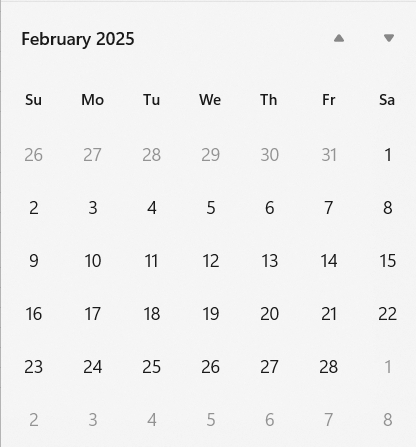 February 2025
Su Mo Tu We Th Fr Sa
26 27 28 29 30 31 1
2 3 4 5 6 7 8
9 10 11 12 13 14 15
16 17 18 19 20 21 22
23 24 25 26 27 28 1
2 3 4 5 6 7 8